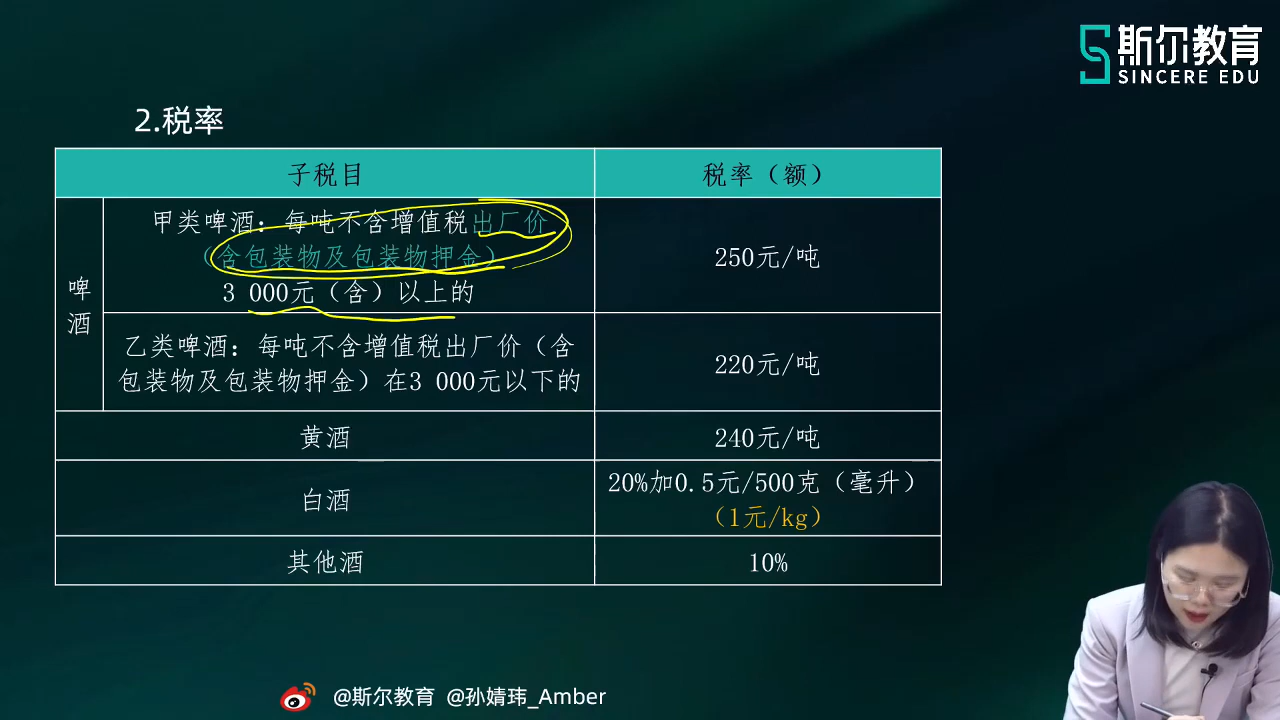 斯尔教育
SINCERE EDU
2.税率
子税目
税率（额）
啤酒
甲类啤酒：每吨不含增值税出厂价
（含包装物及包装物押金）
3 000元（含）以上的
250元/吨
乙类啤酒：每吨不含增值税出厂价（含
包装物及包装物押金）在3 000元以下的
220元/吨
黄酒
240元/吨
白酒
20%加0.5元/500克（毫升）
（1元/kg）
其他酒
10%
@斯尔教育 @孙婧玮_Amber